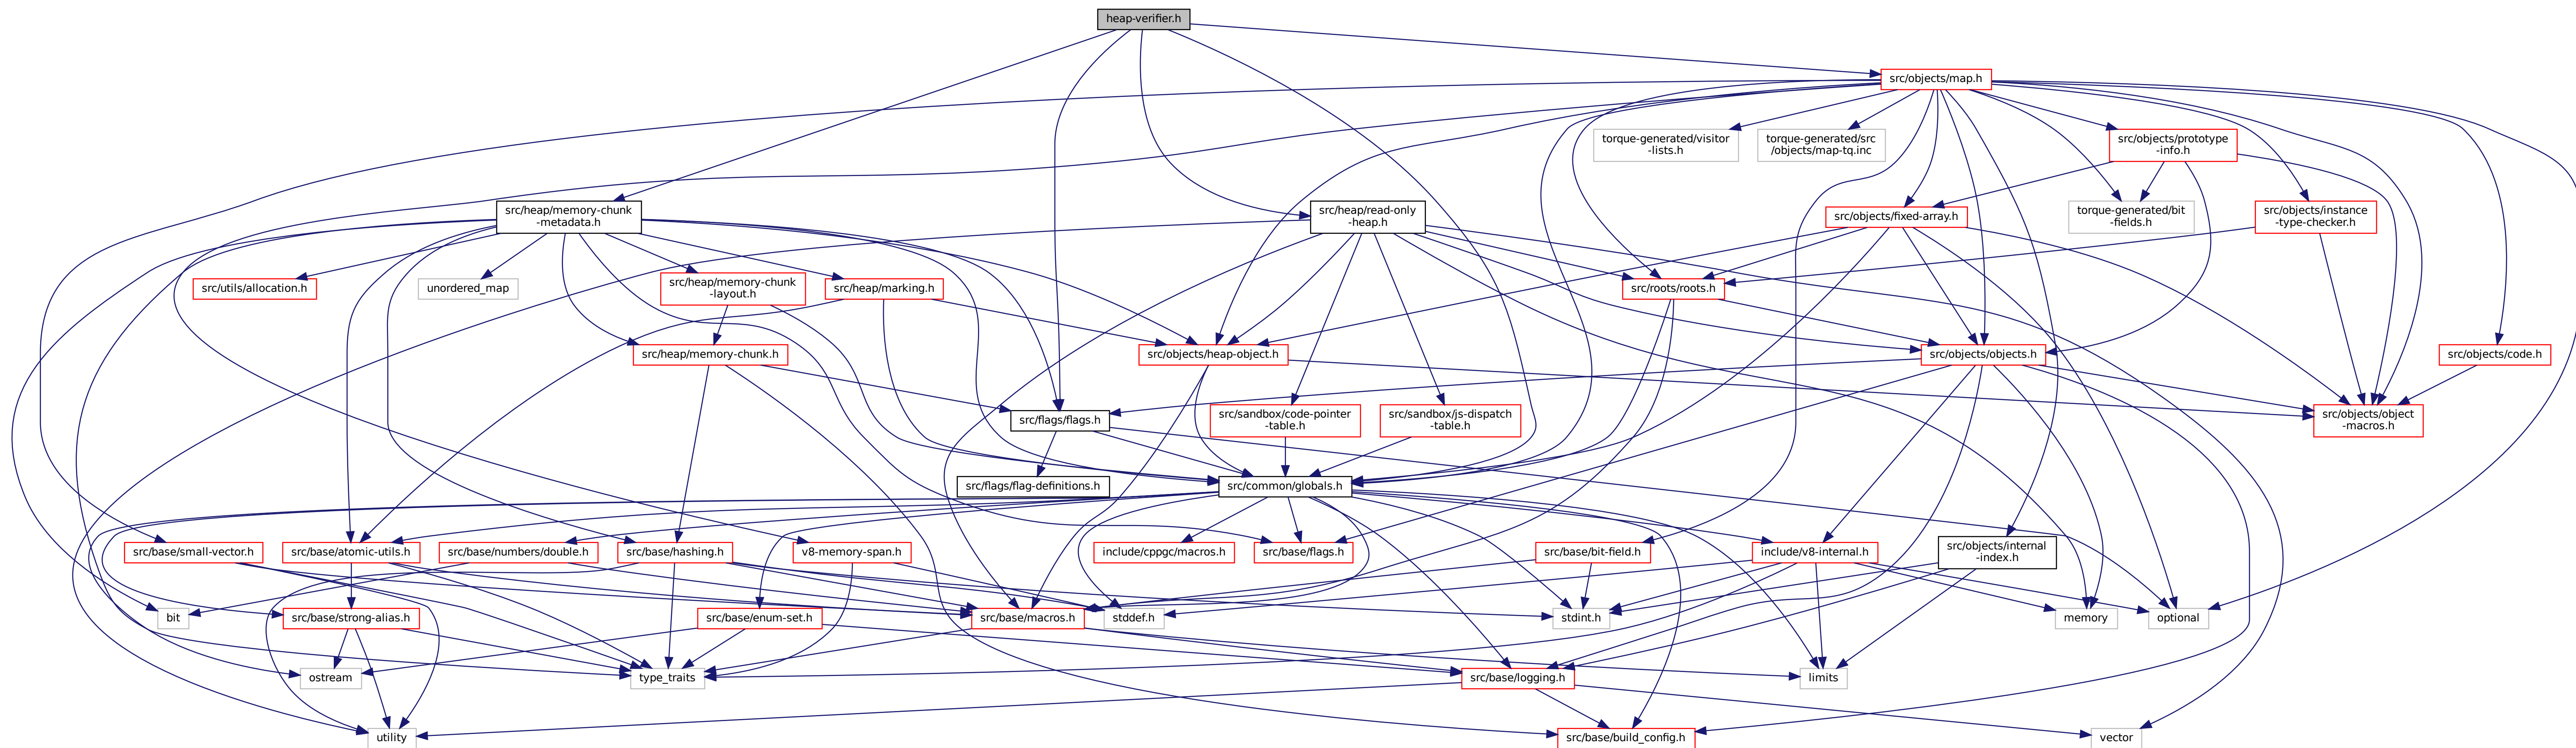 heap-verifier.h
src/objects/map.h
torque-generated/visitor
-lists.h
torque-generated/src
/objects/map-tq.inc
src/objects/prototype
-info.h
src/heap/memory-chunk
-metadata.h
src/heap/read-only
-heap.h
src/objects/fixed-array.h
torque-generated/bit
-fields.h
src/objects/instance
-type-checker.h
src/utils/allocation.h
unordered_map
src/heap/memory-chunk
-layout.h
src/heap/marking.h
src/roots/roots.h
src/heap/memory-chunk.h
src/objects/heap-object.h
src/objects/objects.h
src/objects/code.h
src/flags/flags.h
src/sandbox/code-pointer
-table.h
src/sandbox/js-dispatch
-table.h
src/objects/object
-macros.h
src/flags/flag-definitions.h
src/common/globals.h
src/base/small-vector.h
src/base/atomic-utils.h
src/base/numbers/double.h
src/base/hashing.h
v8-memory-span.h
include/cppgc/macros.h
src/base/flags.h
src/base/bit-field.h
include/v8-internal.h
src/objects/internal
-index.h
bit
src/base/strong-alias.h
src/base/enum-set.h
src/base/macros.h
stddef.h
stdint.h
memory
optional
ostream
type_traits
src/base/logging.h
limits
utility
src/base/build_config.h
vector